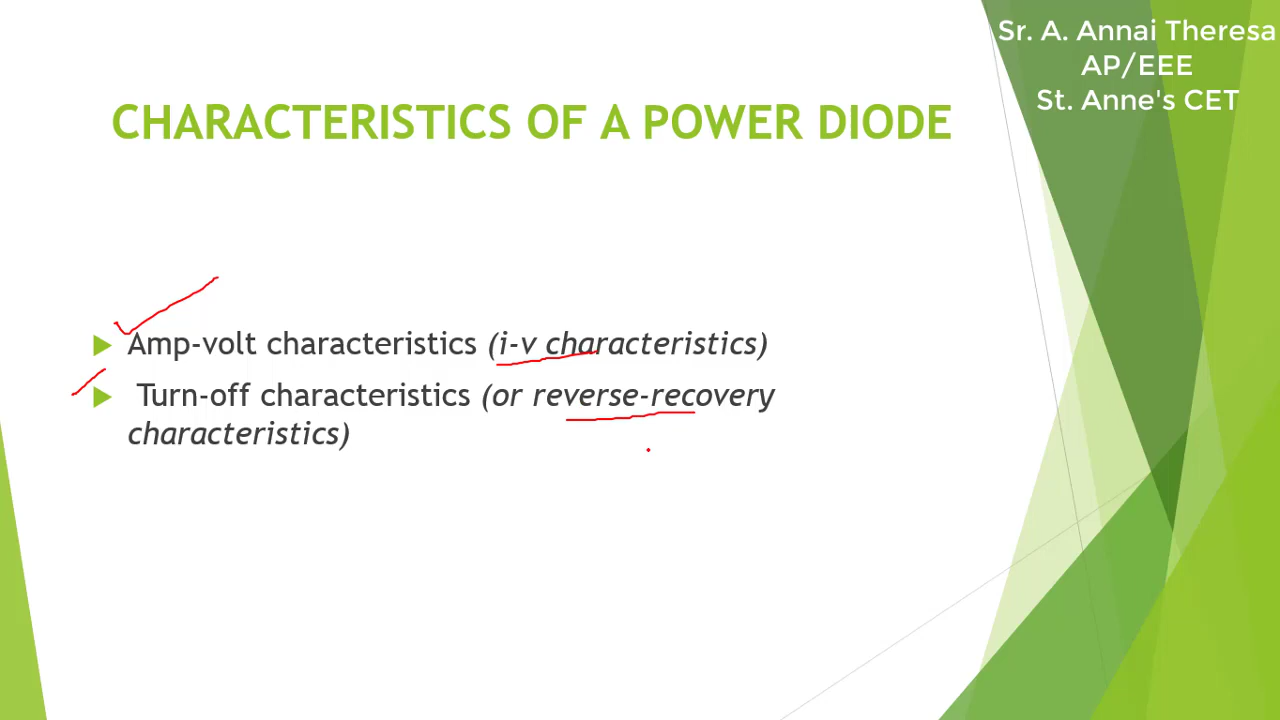 Sr. A. Annai Theresa
AP/EEE
St. Anne's CET
CHARACTERISTICS OF A POWER DIODE
Amp-volt characteristics (i-v characteristics)
Turn-off characteristics (or reverse-recovery
characteristics)